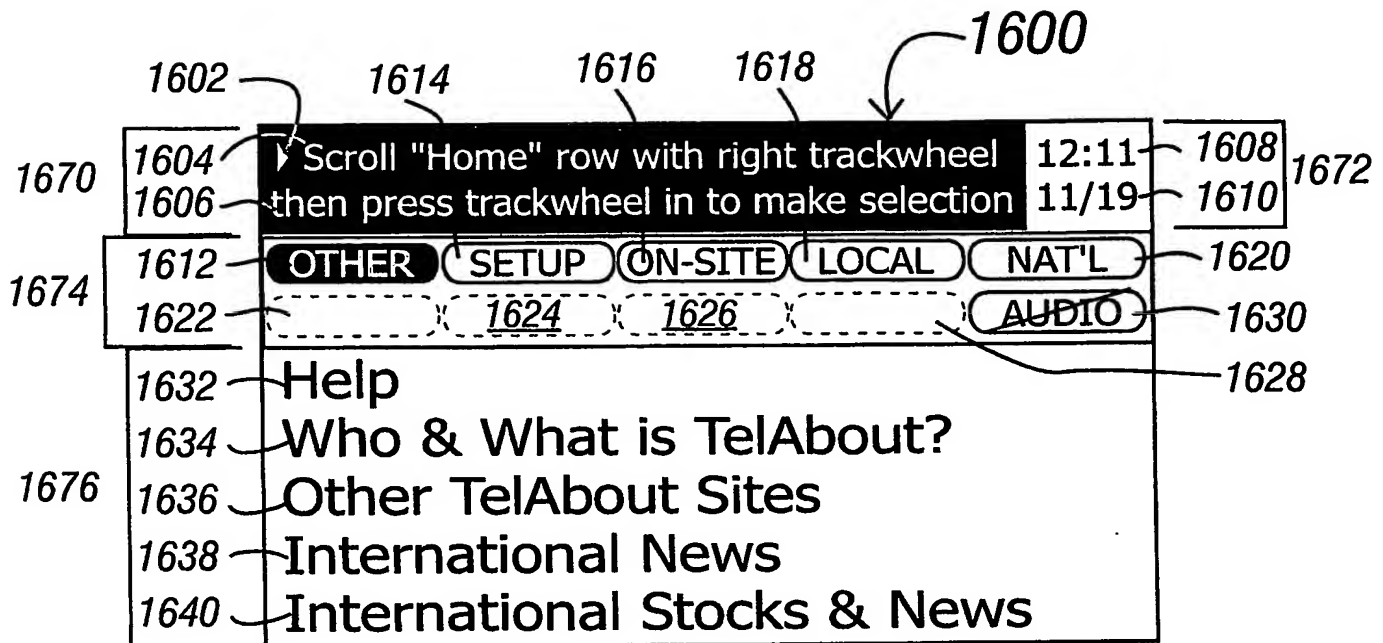 1600
1602 1614 1616 1618
1670 1604 Scroll "Home" row with right trackwheel 12:11 1608 1672
1606 then press trackwheel in to make selection 11/19 1610
1674 1612 OTHER SETUP ON-SITE LOCAL NAT'L 1620
1622 1624 1626 AUDIO 1630
1632 Help 1628
1634 Who & What is TelAbout?
1676 1636 Other TelAbout Sites
1638 International News
1640 International Stocks & News